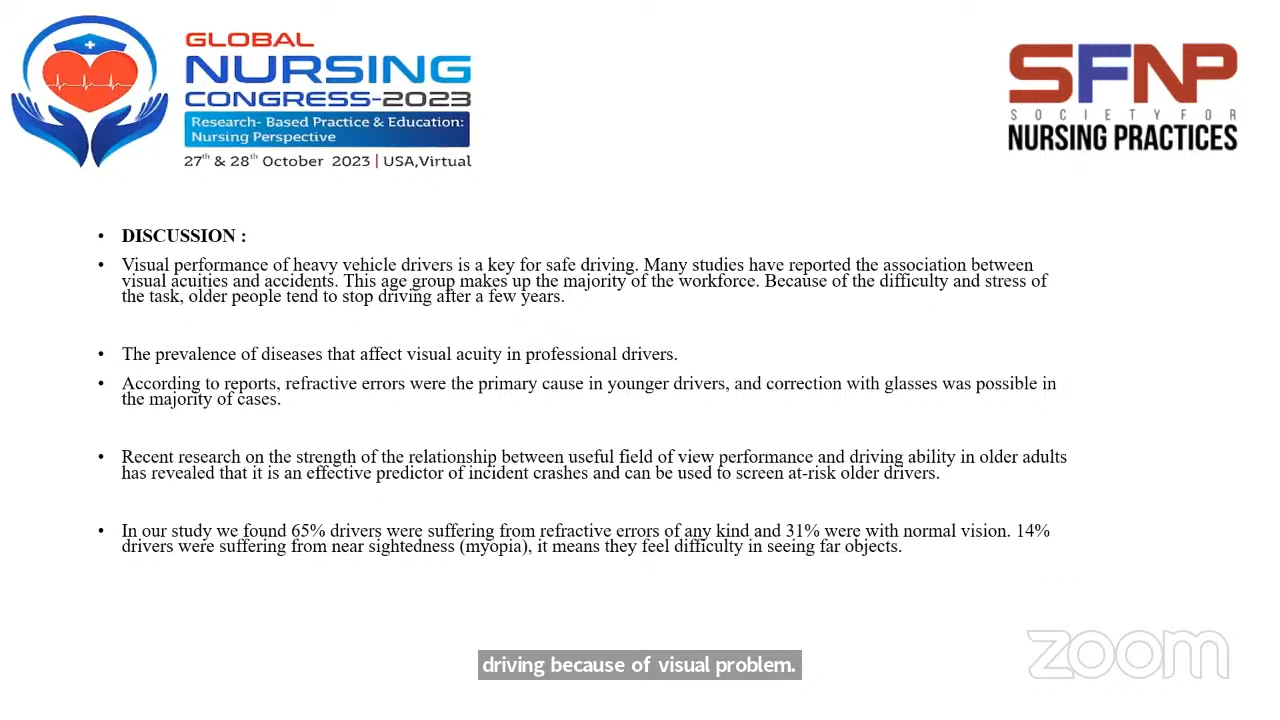 GLOBAL
NURSING
CONGRESS-2023
Research- Based Practice & Education:
Nursing Perspective
27th & 28th October 2023 | USA,Virtual
SFNP
SOCIETY FOR
NURSING PRACTICES
• DISCUSSION :
• Visual performance of heavy vehicle drivers is a key for safe driving. Many studies have reported the association between
visual acuities and accidents. This age group makes up the majority of the workforce. Because of the difficulty and stress of
the task, older people tend to stop driving after a few years.
• The prevalence of diseases that affect visual acuity in professional drivers.
• According to reports, refractive errors were the primary cause in younger drivers, and correction with glasses was possible in
the majority of cases.
• Recent research on the strength of the relationship between useful field of view performance and driving ability in older adults
has revealed that it is an effective predictor of incident crashes and can be used to screen at-risk older drivers.
• In our study we found 65% drivers were suffering from refractive errors of any kind and 31% were with normal vision. 14%
drivers were suffering from near sightedness (myopia), it means they feel difficulty in seeing far objects.
driving because of visual problem.
zoom